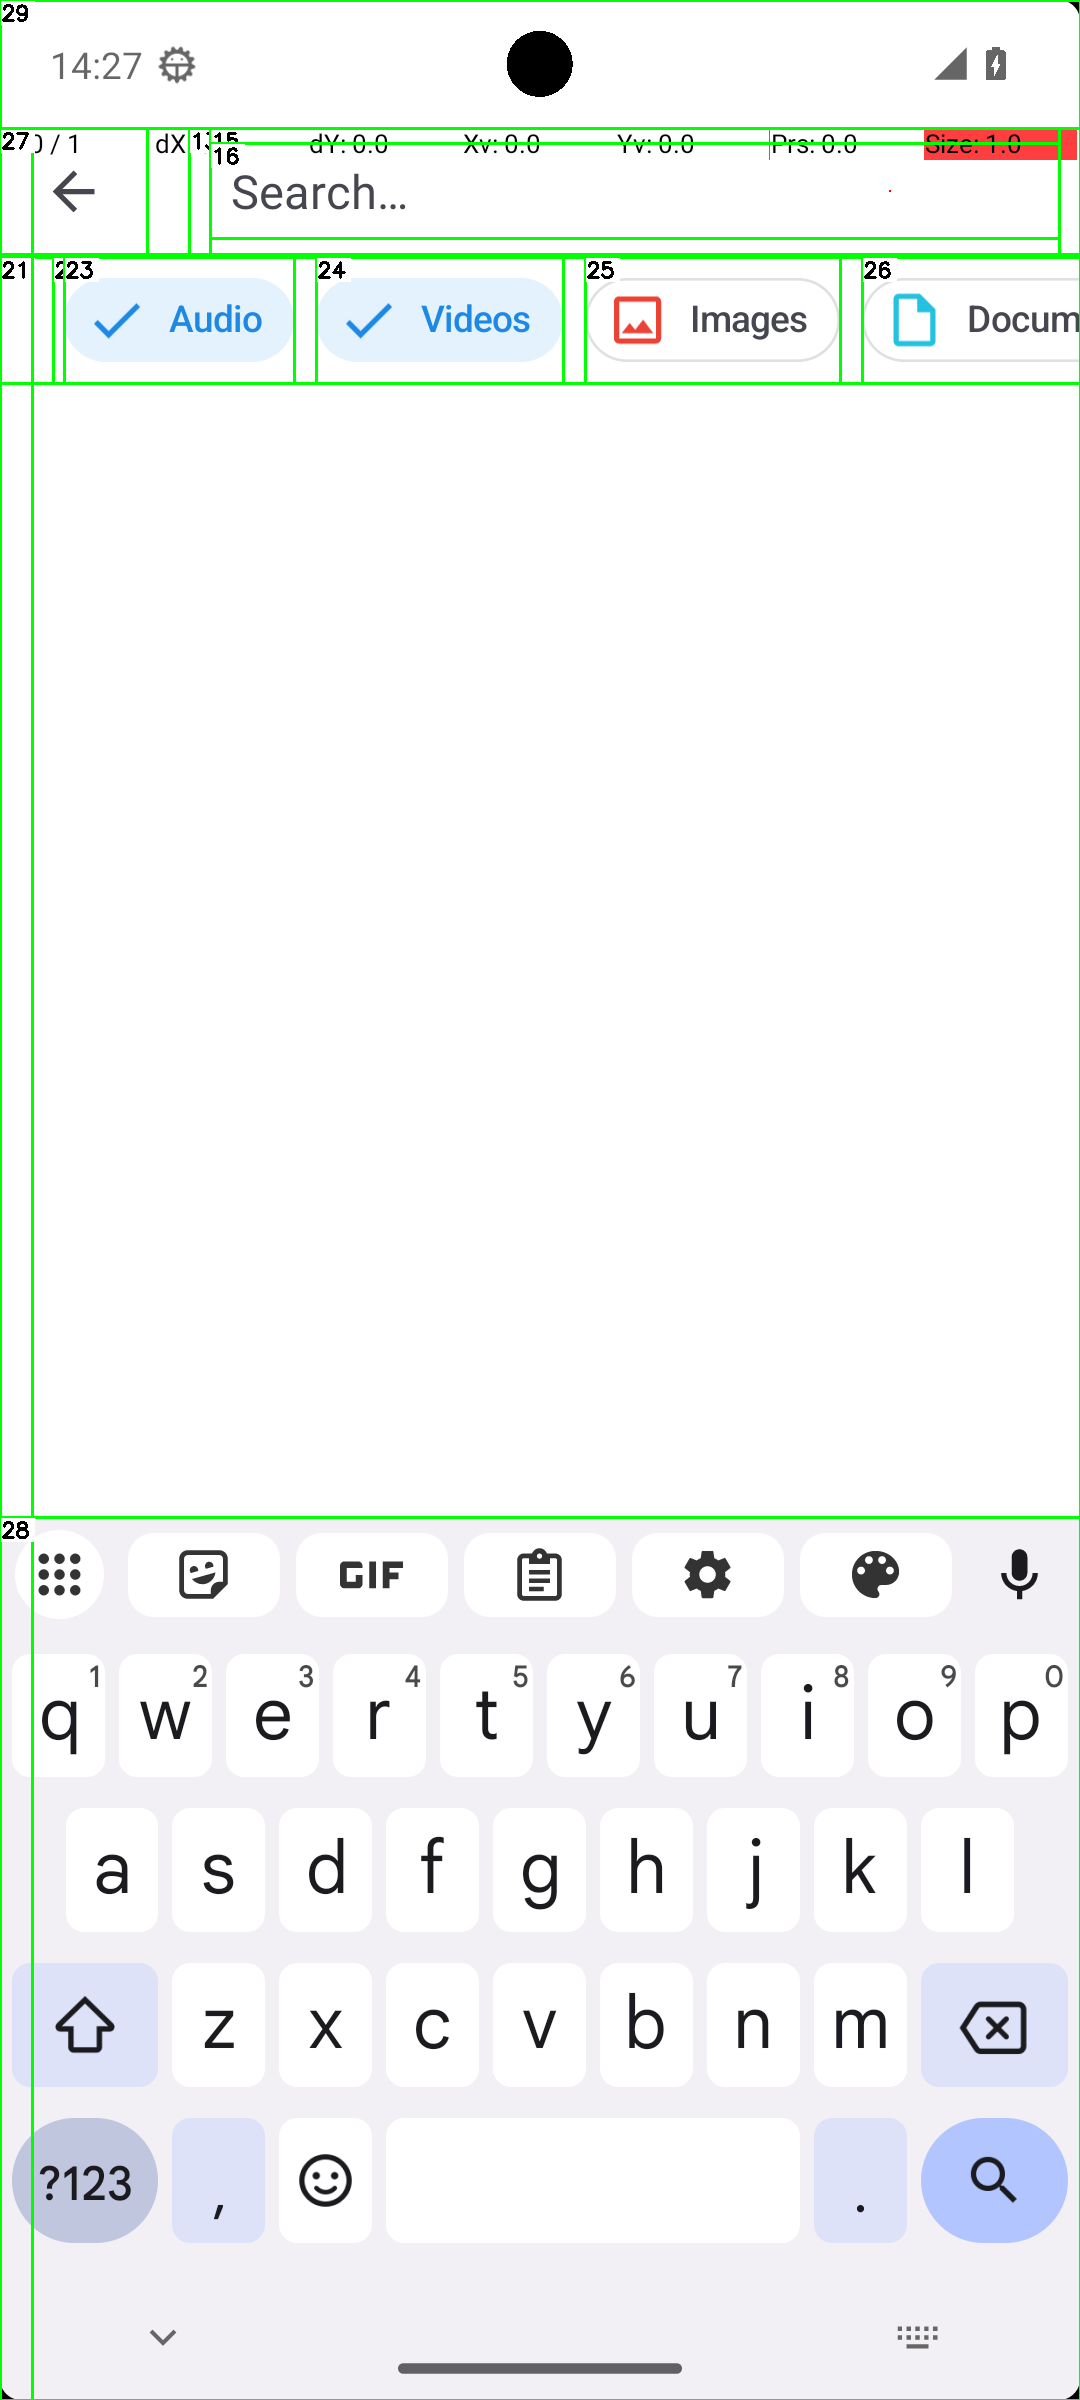 29
14:27
27 0 / 1 dX 13 15 dY: 0.0 Xv: 0.0 Yv: 0.0 Prs: 0.0 Size: 1.0
16
Search…
21 23 24 25 26
Audio Videos Images Docum
28
GIF
q 1 w 2 e 3 r 4 t 5 y 6 u 7 i 8 o 9 p 0
a s d f g h j k l
z x c v b n m
?123 , .